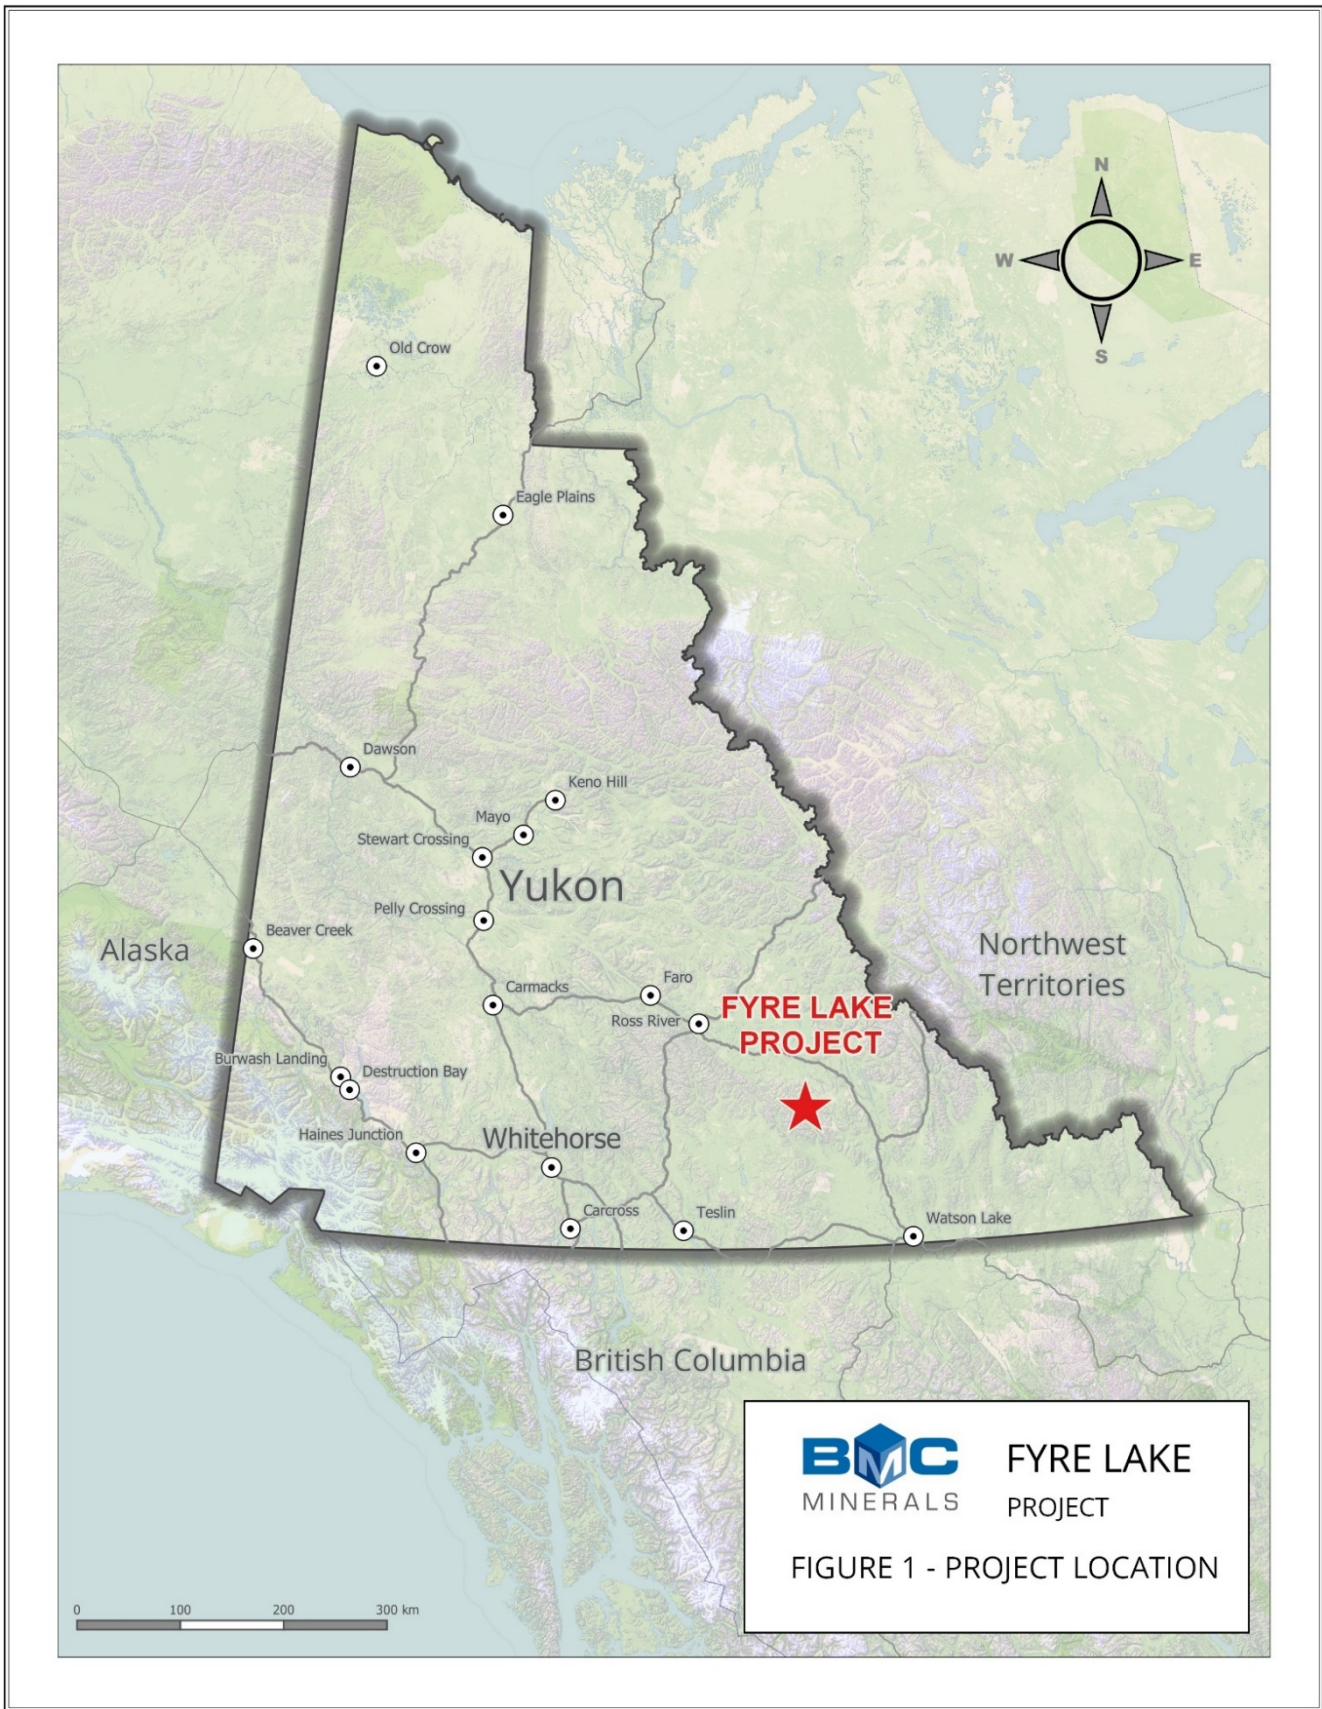 N
W
E
S
Old Crow
Eagle Plains
Dawson
Keno Hill
Mayo
Stewart Crossing
Yukon
Pelly Crossing
Alaska
Beaver Creek
Northwest
Territories
Carmacks
Faro
Ross River
FYRE LAKE
PROJECT
Burwash Landing
Destruction Bay
Haines Junction
Whitehorse
Carcross
Teslin
Watson Lake
British Columbia
BMC
MINERALS
FYRE LAKE
PROJECT
FIGURE 1 - PROJECT LOCATION
0 100 200 300 km